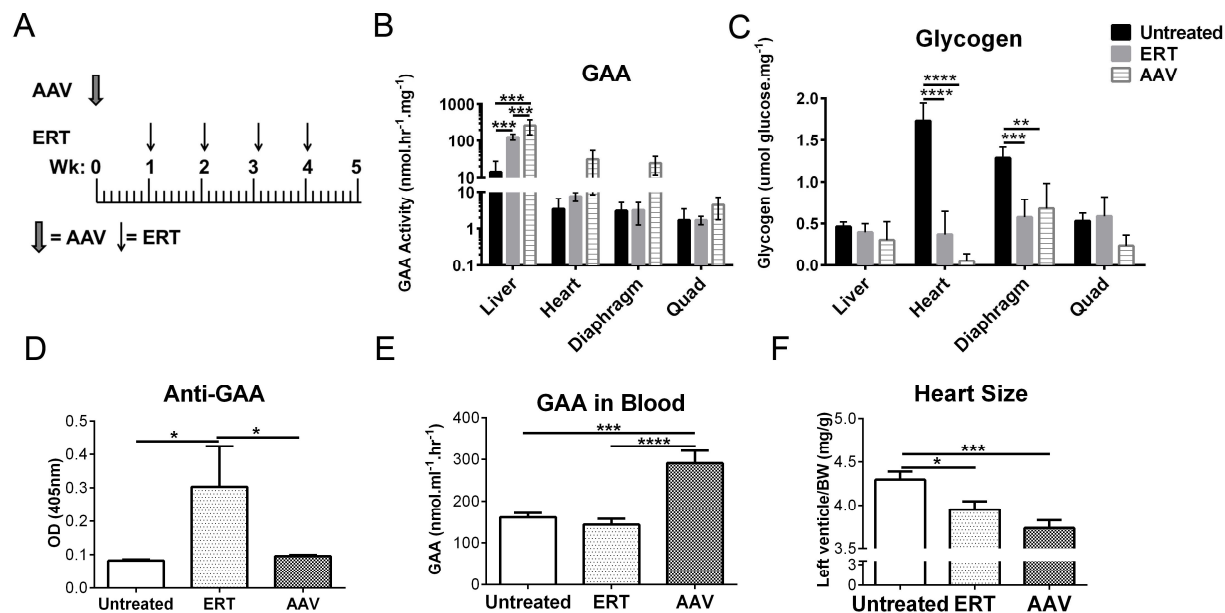 A
AAV
ERT
Wk: 0 1 2 3 4 5
= AAV = ERT
B
GAA
GAA Activity (nmol.hr⁻¹.mg⁻¹)
1000
100
10
10
1
0.1
***
***
***
Liver
Heart
Diaphragm
Quad
C
Glycogen
Glycogen (umol glucose.mg⁻¹)
2.0
1.5
1.0
0.5
0.0
****
****
**
***
Liver
Heart
Diaphragm
Quad
Untreated
ERT
AAV
D
Anti-GAA
OD (405nm)
0.5
0.4
0.3
0.2
0.1
0.0
*
*
Untreated ERT AAV
E
GAA in Blood
GAA (nmol.ml⁻¹.hr⁻¹)
400
300
200
100
0
***
****
Untreated ERT AAV
F
Heart Size
Left venticle/BW (mg/g)
5.0
4.5
4.0
3.5
3
0
***
*
Untreated ERT AAV